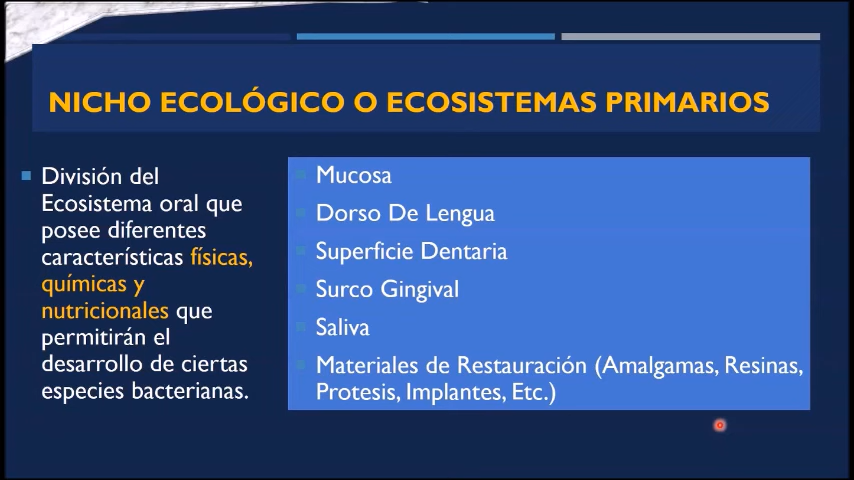 NICHO ECOLÓGICO O ECOSISTEMAS PRIMARIOS
División del
Ecosistema oral que
posee diferentes
características físicas,
químicas y
nutricionales que
permitirán el
desarrollo de ciertas
especies bacterianas.
Mucosa
Dorso De Lengua
Superficie Dentaria
Surco Gingival
Saliva
Materiales de Restauración (Amalgamas, Resinas,
Protesis, Implantes, Etc.)